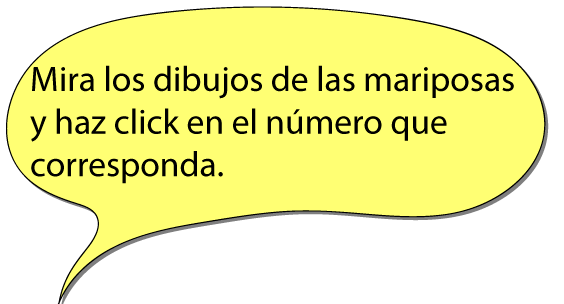 Mira los dibujos de las mariposas
y haz click en el número que
corresponda.